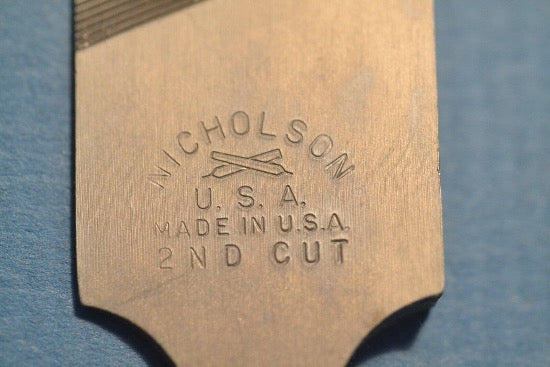 NICHOLSON
U. S. A.
MADE IN U.S.A.
2ND CUT